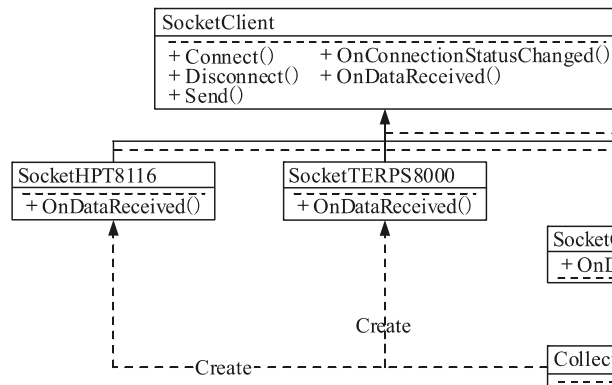 SocketClient
+ Connect() + OnConnectionStatusChanged()
+ Disconnect() + OnDataReceived()
+ Send()
SocketHPT8116
+ OnDataReceived()
SocketTERPS8000
+ OnDataReceived()
Create
Create